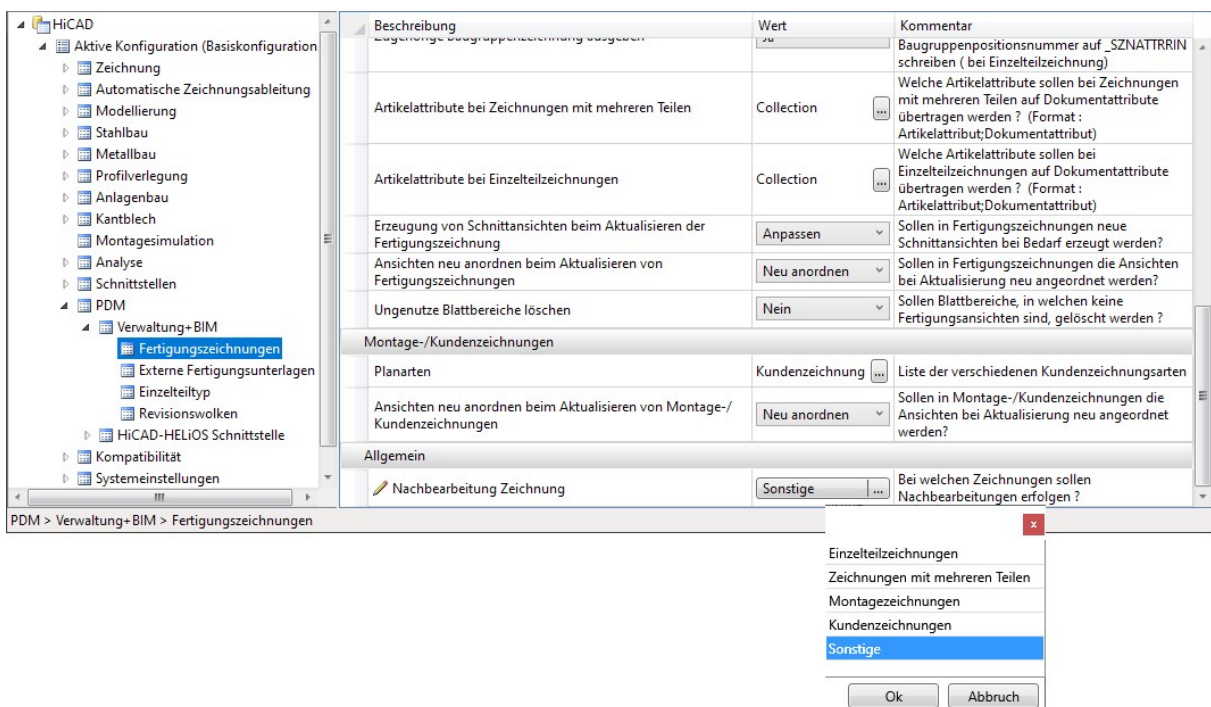 HiCAD
Aktive Konfiguration (Basiskonfiguration
Zeichnung
Automatische Zeichnungsableitung
Modellierung
Stahlbau
Metallbau
Profilverlegung
Anlagenbau
Kantblech
Montagesimulation
Analyse
Schnittstellen
PDM
Verwaltung+BIM
Fertigungszeichnungen
Externe Fertigungsunterlagen
Einzelteiltyp
Revisionswolken
HiCAD-HELiOS Schnittstelle
Kompatibilität
Systemeinstellungen
PDM > Verwaltung+BIM > Fertigungszeichnungen
Beschreibung Wert Kommentar
Zugehörige Baugruppenzeichnung ausgeben Ja
Baugruppenpositionsnummer auf _SZNATTRRIN
schreiben ( bei Einzelteilzeichnung)
Artikelattribute bei Zeichnungen mit mehreren Teilen Collection ...
Welche Artikelattribute sollen bei Zeichnungen
mit mehreren Teilen auf Dokumentattribute
übertragen werden ? (Format :
Artikelattribut;Dokumentattribut)
Artikelattribute bei Einzelteilzeichnungen Collection ...
Welche Artikelattribute sollen bei
Einzelteilzeichnungen auf Dokumentattribute
übertragen werden ? (Format :
Artikelattribut;Dokumentattribut)
Erzeugung von Schnittansichten beim Aktualisieren der
Fertigungszeichnung
Anpassen
Sollen in Fertigungszeichnungen neue
Schnittansichten bei Bedarf erzeugt werden?
Ansichten neu anordnen beim Aktualisieren von
Fertigungszeichnungen
Neu anordnen
Sollen in Fertigungszeichnungen die Ansichten
bei Aktualisierung neu angeordnet werden?
Ungenutze Blattbereiche löschen
Nein
Sollen Blattbereiche, in welchen keine
Fertigungsansichten sind, gelöscht werden ?
Montage-/Kundenzeichnungen
Planarten Kundenzeichnung ... Liste der verschiedenen Kundenzeichnungsarten
Ansichten neu anordnen beim Aktualisieren von Montage-/
Kundenzeichnungen
Neu anordnen
Sollen in Montage-/Kundenzeichnungen die
Ansichten bei Aktualisierung neu angeordnet
werden?
Allgemein
Nachbearbeitung Zeichnung Sonstige ...
Bei welchen Zeichnungen sollen
Nachbearbeitungen erfolgen ?
x
Einzelteilzeichnungen
Zeichnungen mit mehreren Teilen
Montagezeichnungen
Kundenzeichnungen
Sonstige
Ok Abbruch